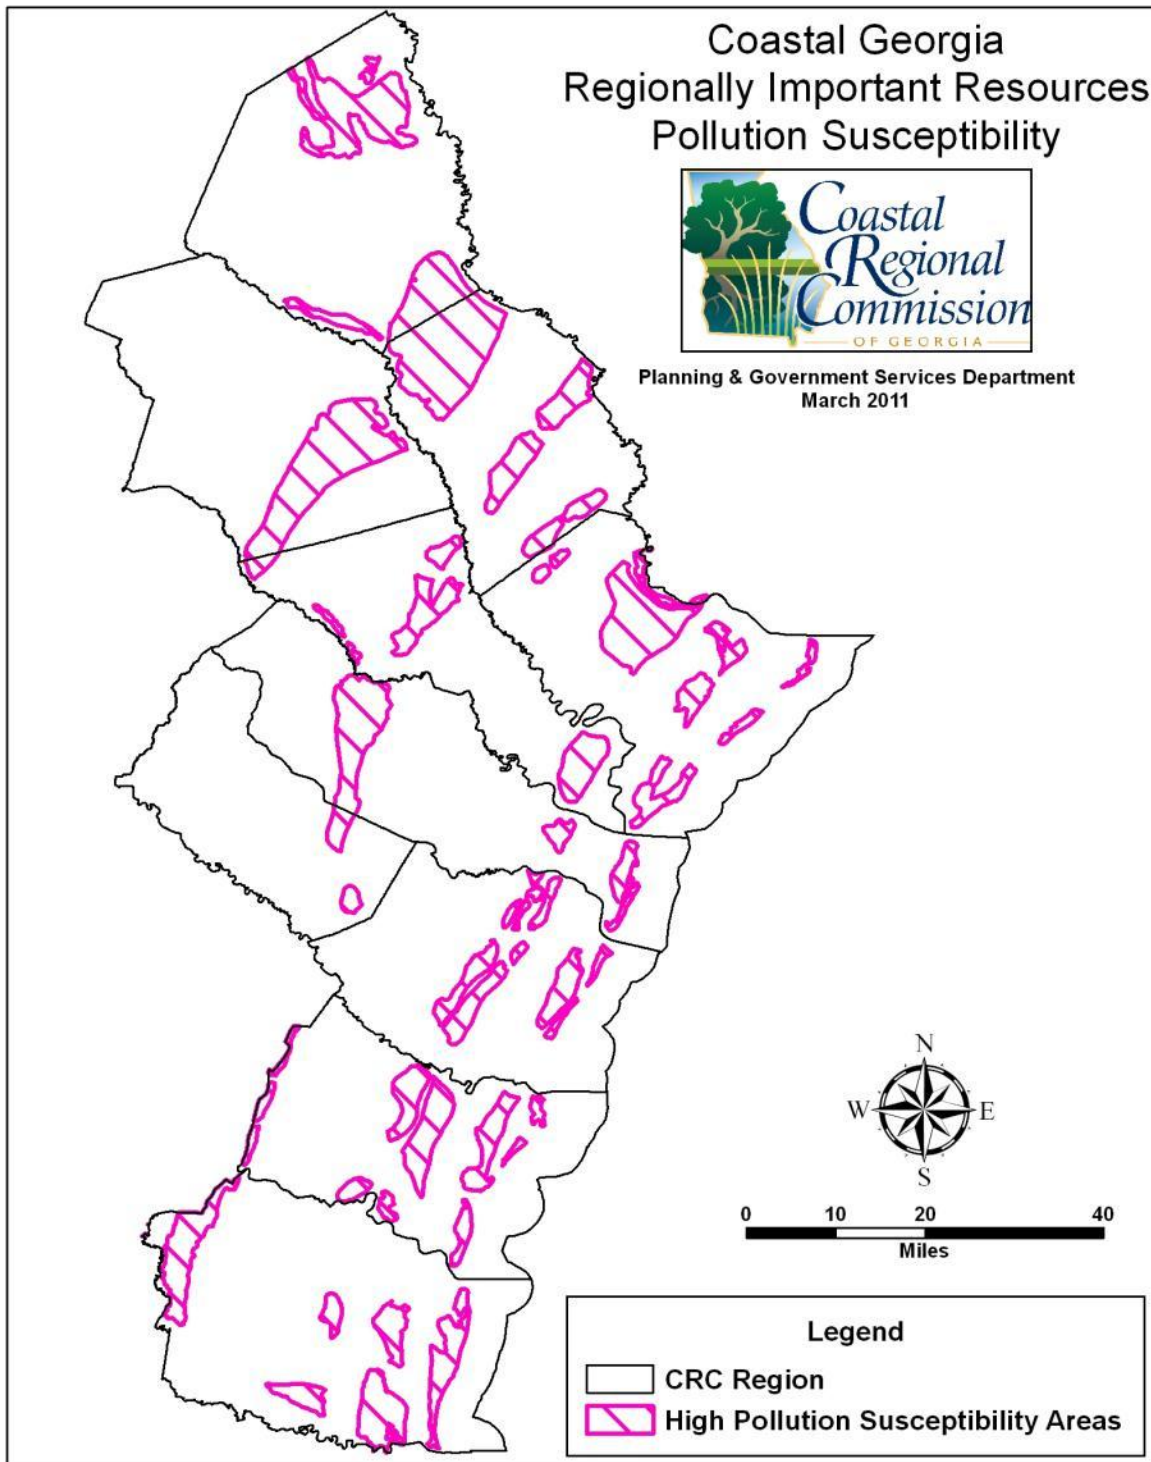 Coastal Georgia
Regionally Important Resources
Pollution Susceptibility
Coastal
Regional
Commission
OF GEORGIA
Planning & Government Services Department
March 2011
N
W
E
S
0 10 20 40
Miles
Legend
CRC Region
High Pollution Susceptibility Areas